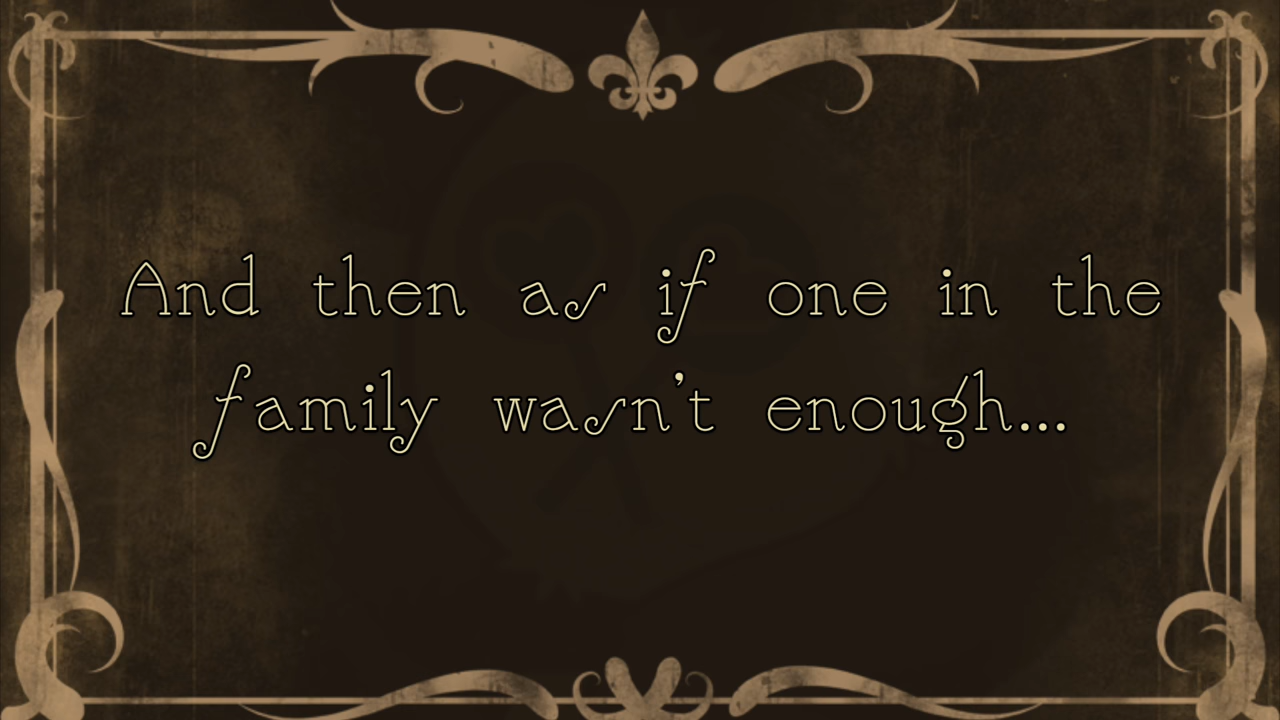 And then as if one in the
family wasn't enough...